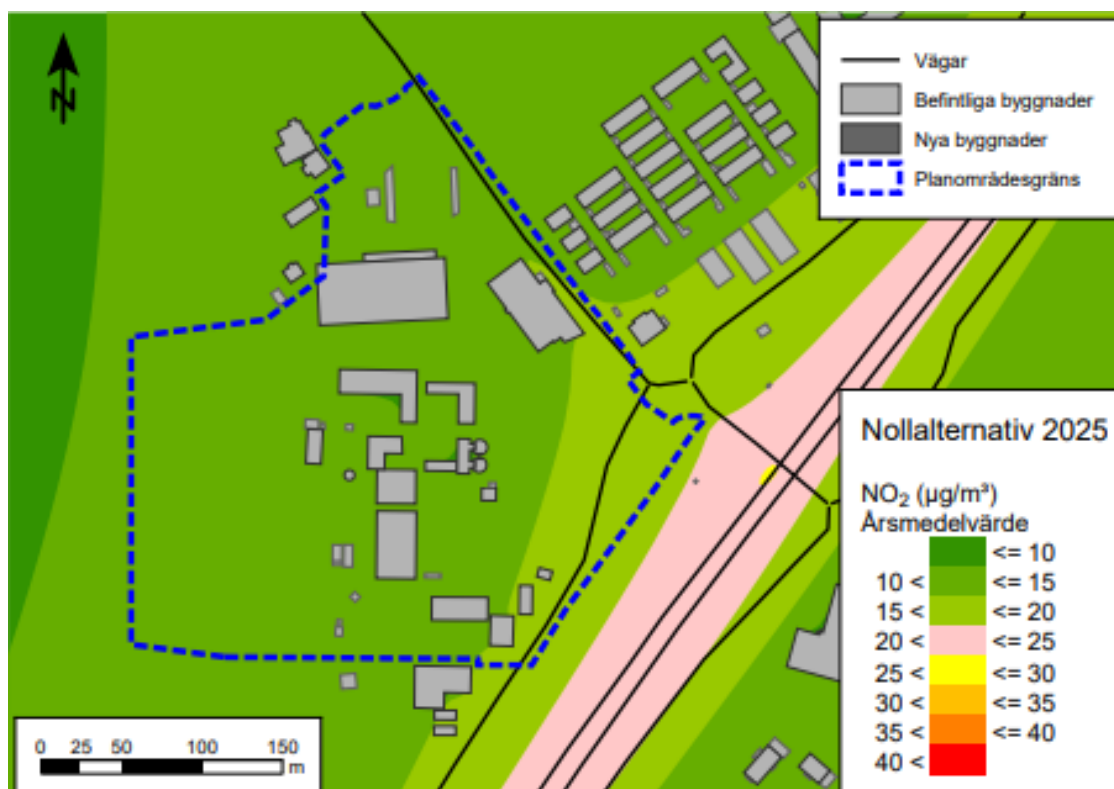 N
Vägar
Befintliga byggnader
Nya byggnader
Planområdesgräns
Nollalternativ 2025
NO₂ (µg/m³)
Årsmedelvärde
<= 10
10 < <= 15
15 < <= 20
20 < <= 25
25 < <= 30
30 < <= 35
35 < <= 40
40 <
0 25 50 100 150
m